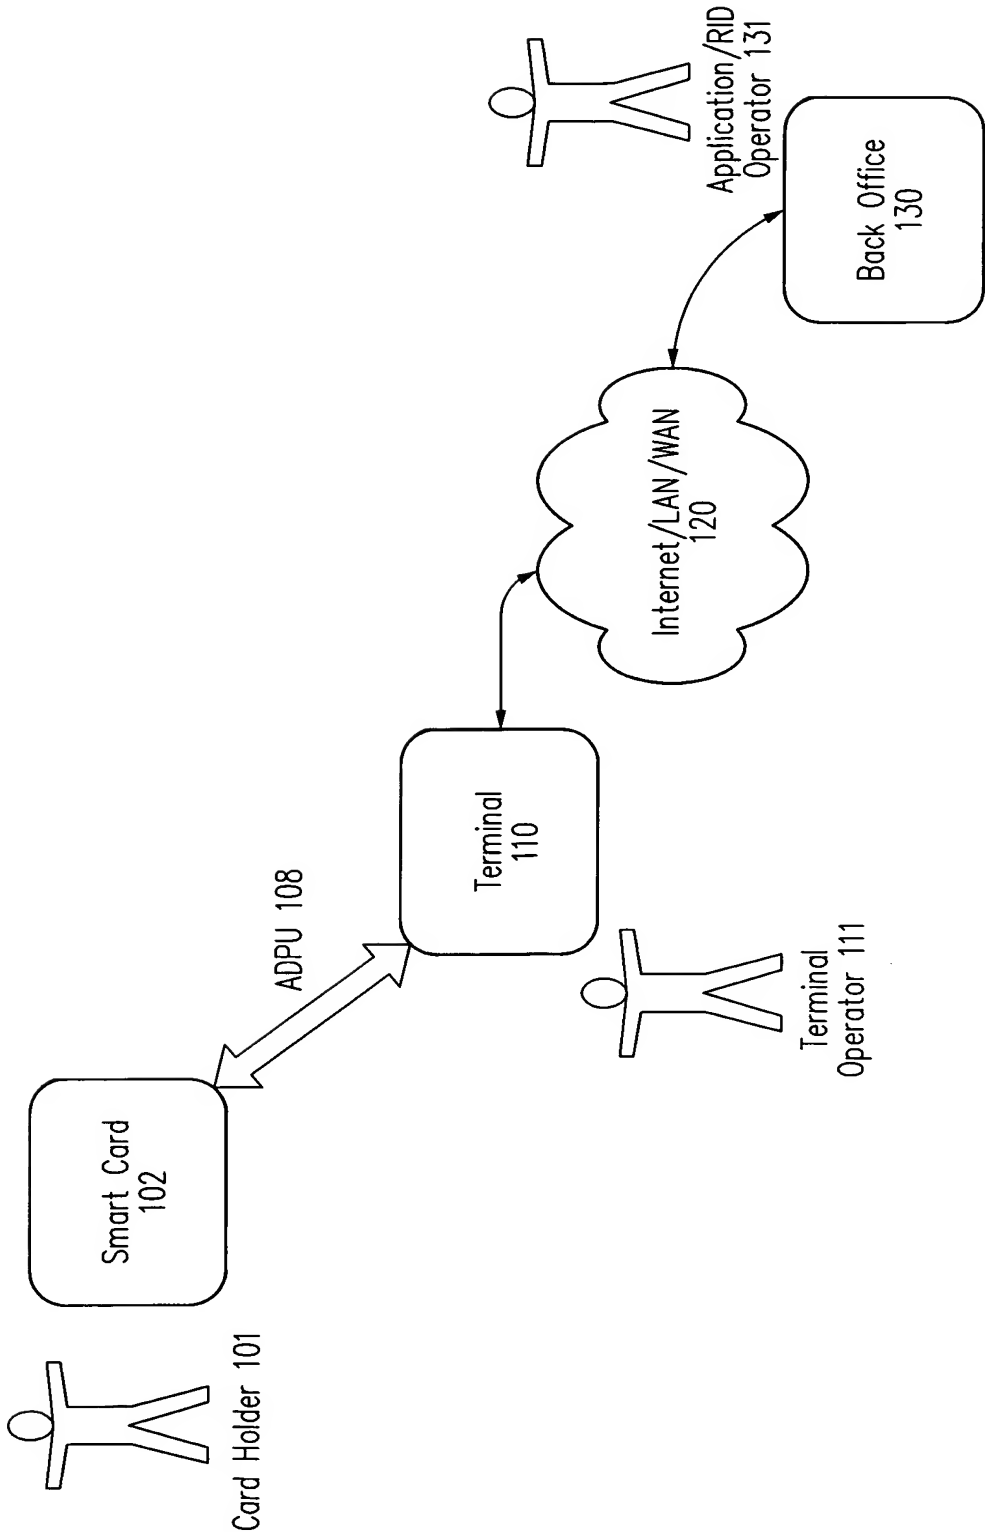 Card Holder 101
Smart Card
102
ADPU 108
Terminal
110
Terminal
Operator 111
Internet/LAN/WAN
120
Application/RID
Operator 131
Back Office
130